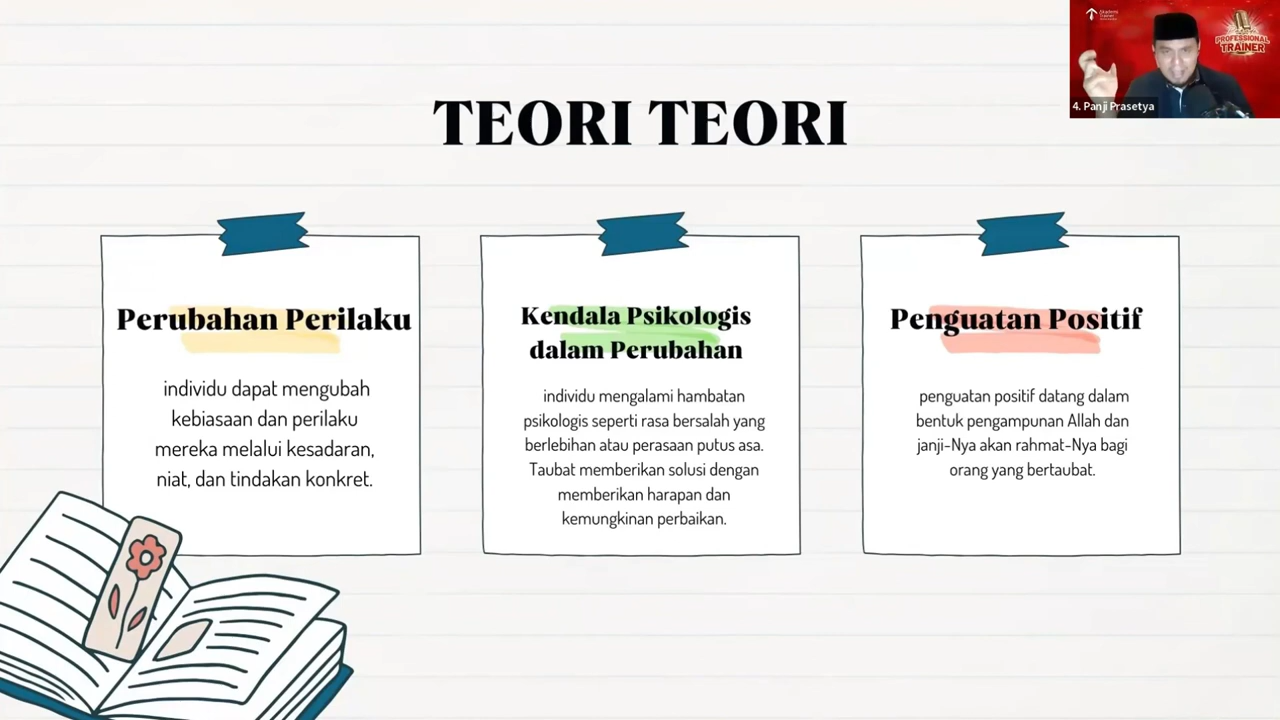 TEORI TEORI
Perubahan Perilaku
individu dapat mengubah
kebiasaan dan perilaku
mereka melalui kesadaran,
niat, dan tindakan konkret.
Kendala Psikologis
dalam Perubahan
individu mengalami hambatan
psikologis seperti rasa bersalah yang
berlebihan atau perasaan putus asa.
Taubat memberikan solusi dengan
memberikan harapan dan
kemungkinan perbaikan.
Penguatan Positif
penguatan positif datang dalam
bentuk pengampunan Allah dan
janji-Nya akan rahmat-Nya bagi
orang yang bertaubat.
Akademi
Trainer
PROFESSIONAL
TRAINER
4. Panji Prasetya